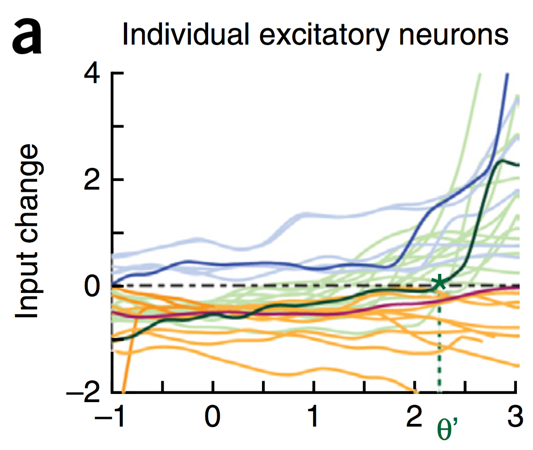 a
Individual excitatory neurons
Input change
4
2
0
–2
–1 0 1 2 3
θ’